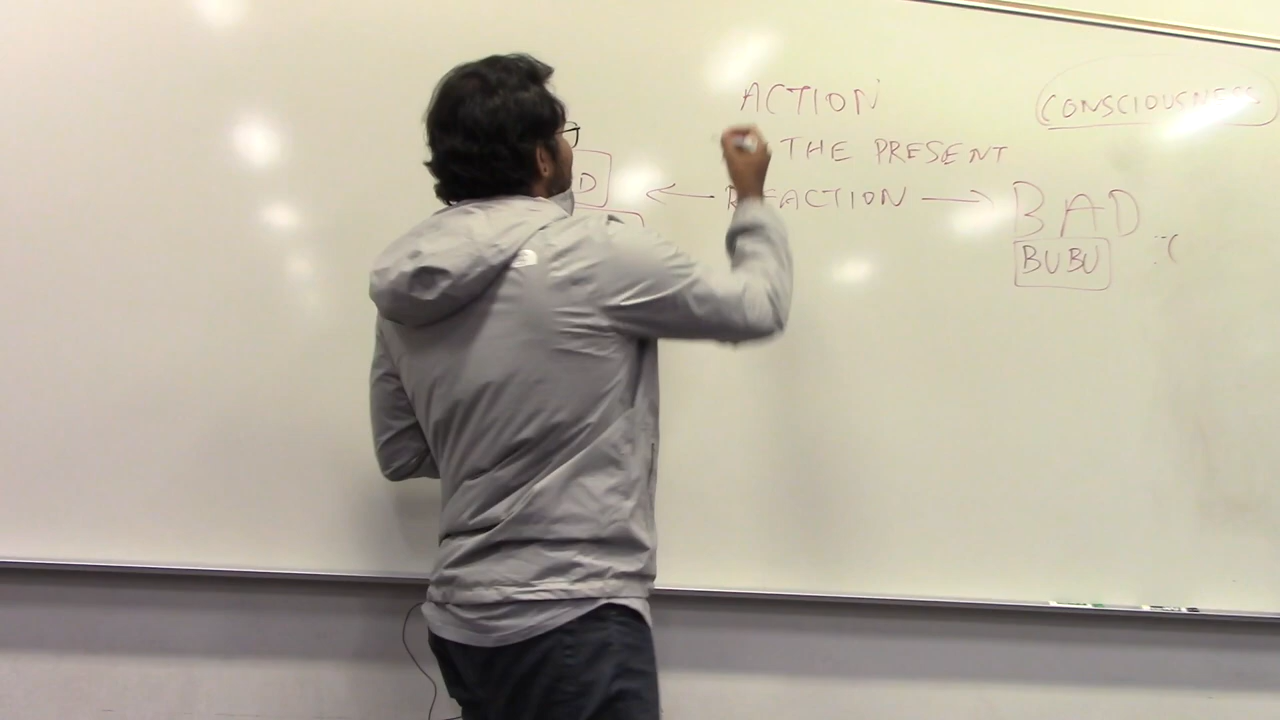 ACTION
CONSCIOUSNESS
THE PRESENT
REACTION
BAD
BUBU
:(